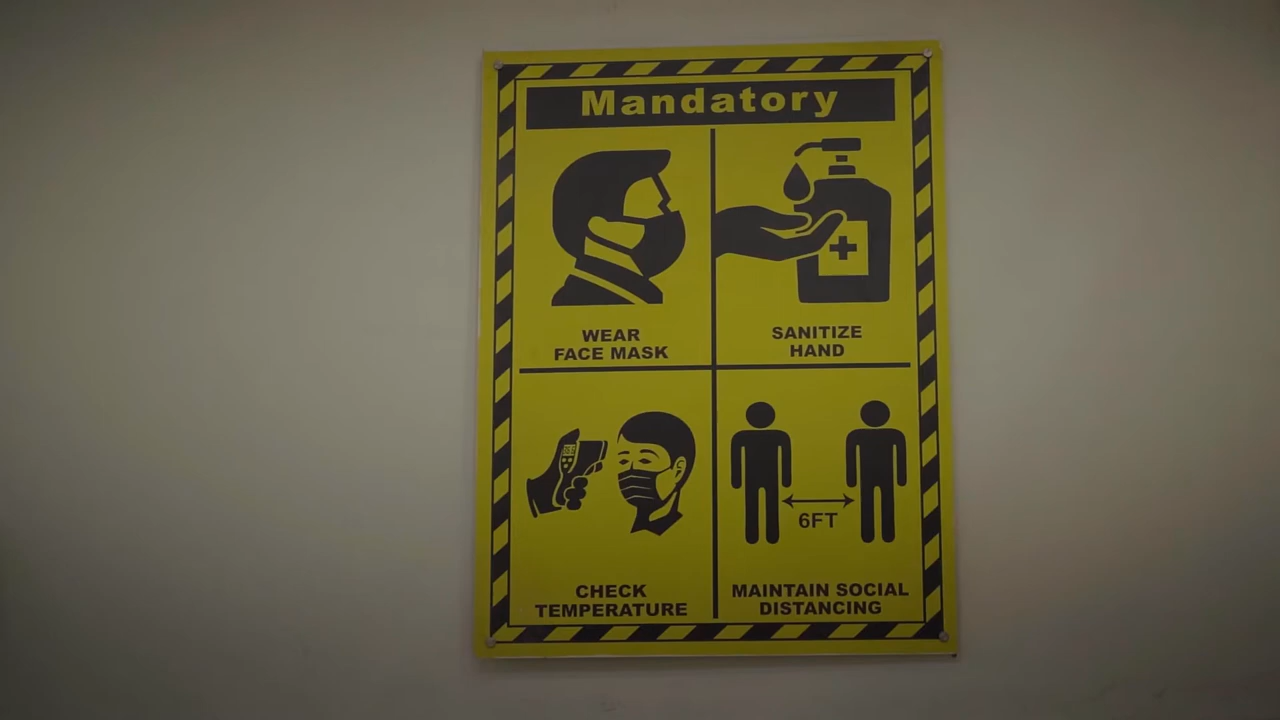 Mandatory
WEAR
FACE MASK
SANITIZE
HAND
6FT
CHECK
TEMPERATURE
MAINTAIN SOCIAL
DISTANCING